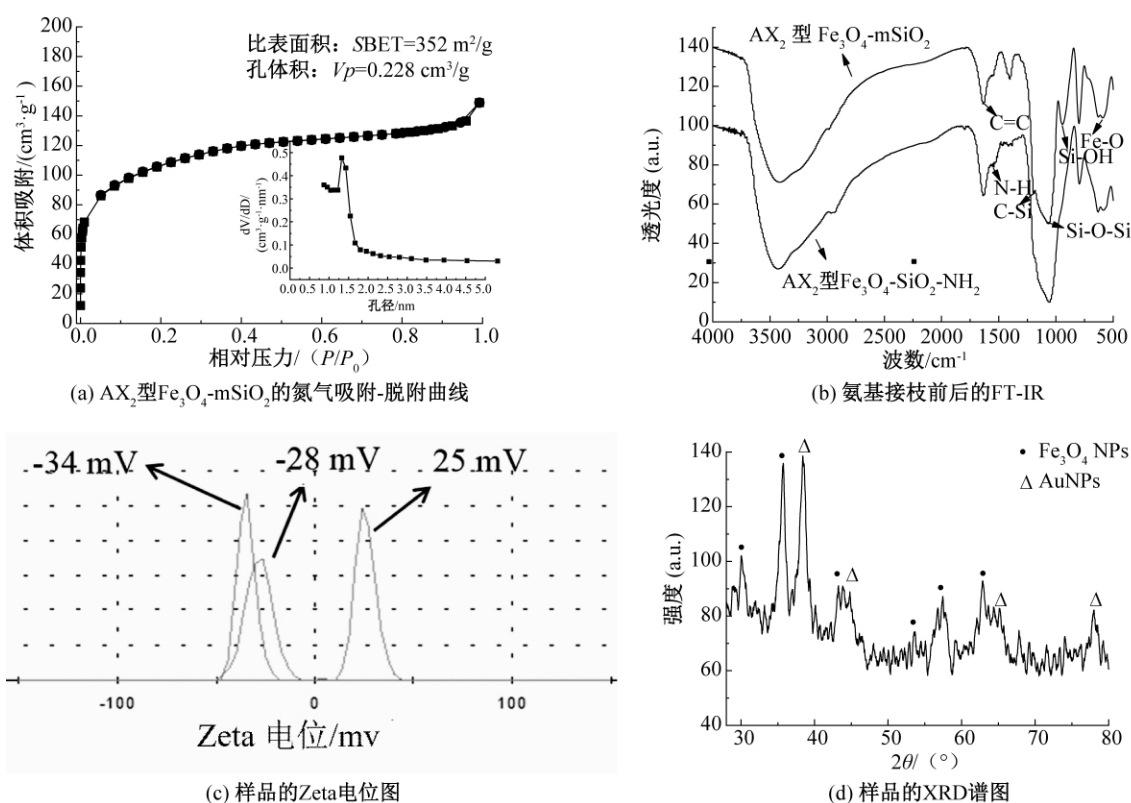 200
180
160
140
120
100
80
60
40
20
0
体积吸附/(cm³·g⁻¹)
比表面积：SBET=352 m²/g
孔体积：Vp=0.228 cm³/g
0.5
0.4
0.3
0.2
0.1
0.0
dV/dD/
(cm³·g⁻¹·nm⁻¹)
0.0 0.5 1.0 1.5 2.0 2.5 3.0 3.5 4.0 4.5 5.0
孔径/nm
0.0 0.2 0.4 0.6 0.8 1.0
相对压力/（P/P₀）
(a) AX₂型Fe₃O₄-mSiO₂的氮气吸附-脱附曲线
140
120
100
80
60
40
20
0
透光度 (a.u.)
AX₂ 型 Fe₃O₄-mSiO₂
C=C
Si-OH
Fe-O
N-H
C-Si
Si-O-Si
AX₂型Fe₃O₄-SiO₂-NH₂
4000 3500 3000 2500 2000 1500 1000 500
波数/cm⁻¹
(b) 氨基接枝前后的FT-IR
-34 mV
-28 mV
25 mV
-100 0 100
Zeta 电位/mv
(c) 样品的Zeta电位图
140
120
100
80
60
40
强度 (a.u.)
• Fe₃O₄ NPs
Δ AuNPs
30 40 50 60 70 80
2θ/（°）
(d) 样品的XRD谱图